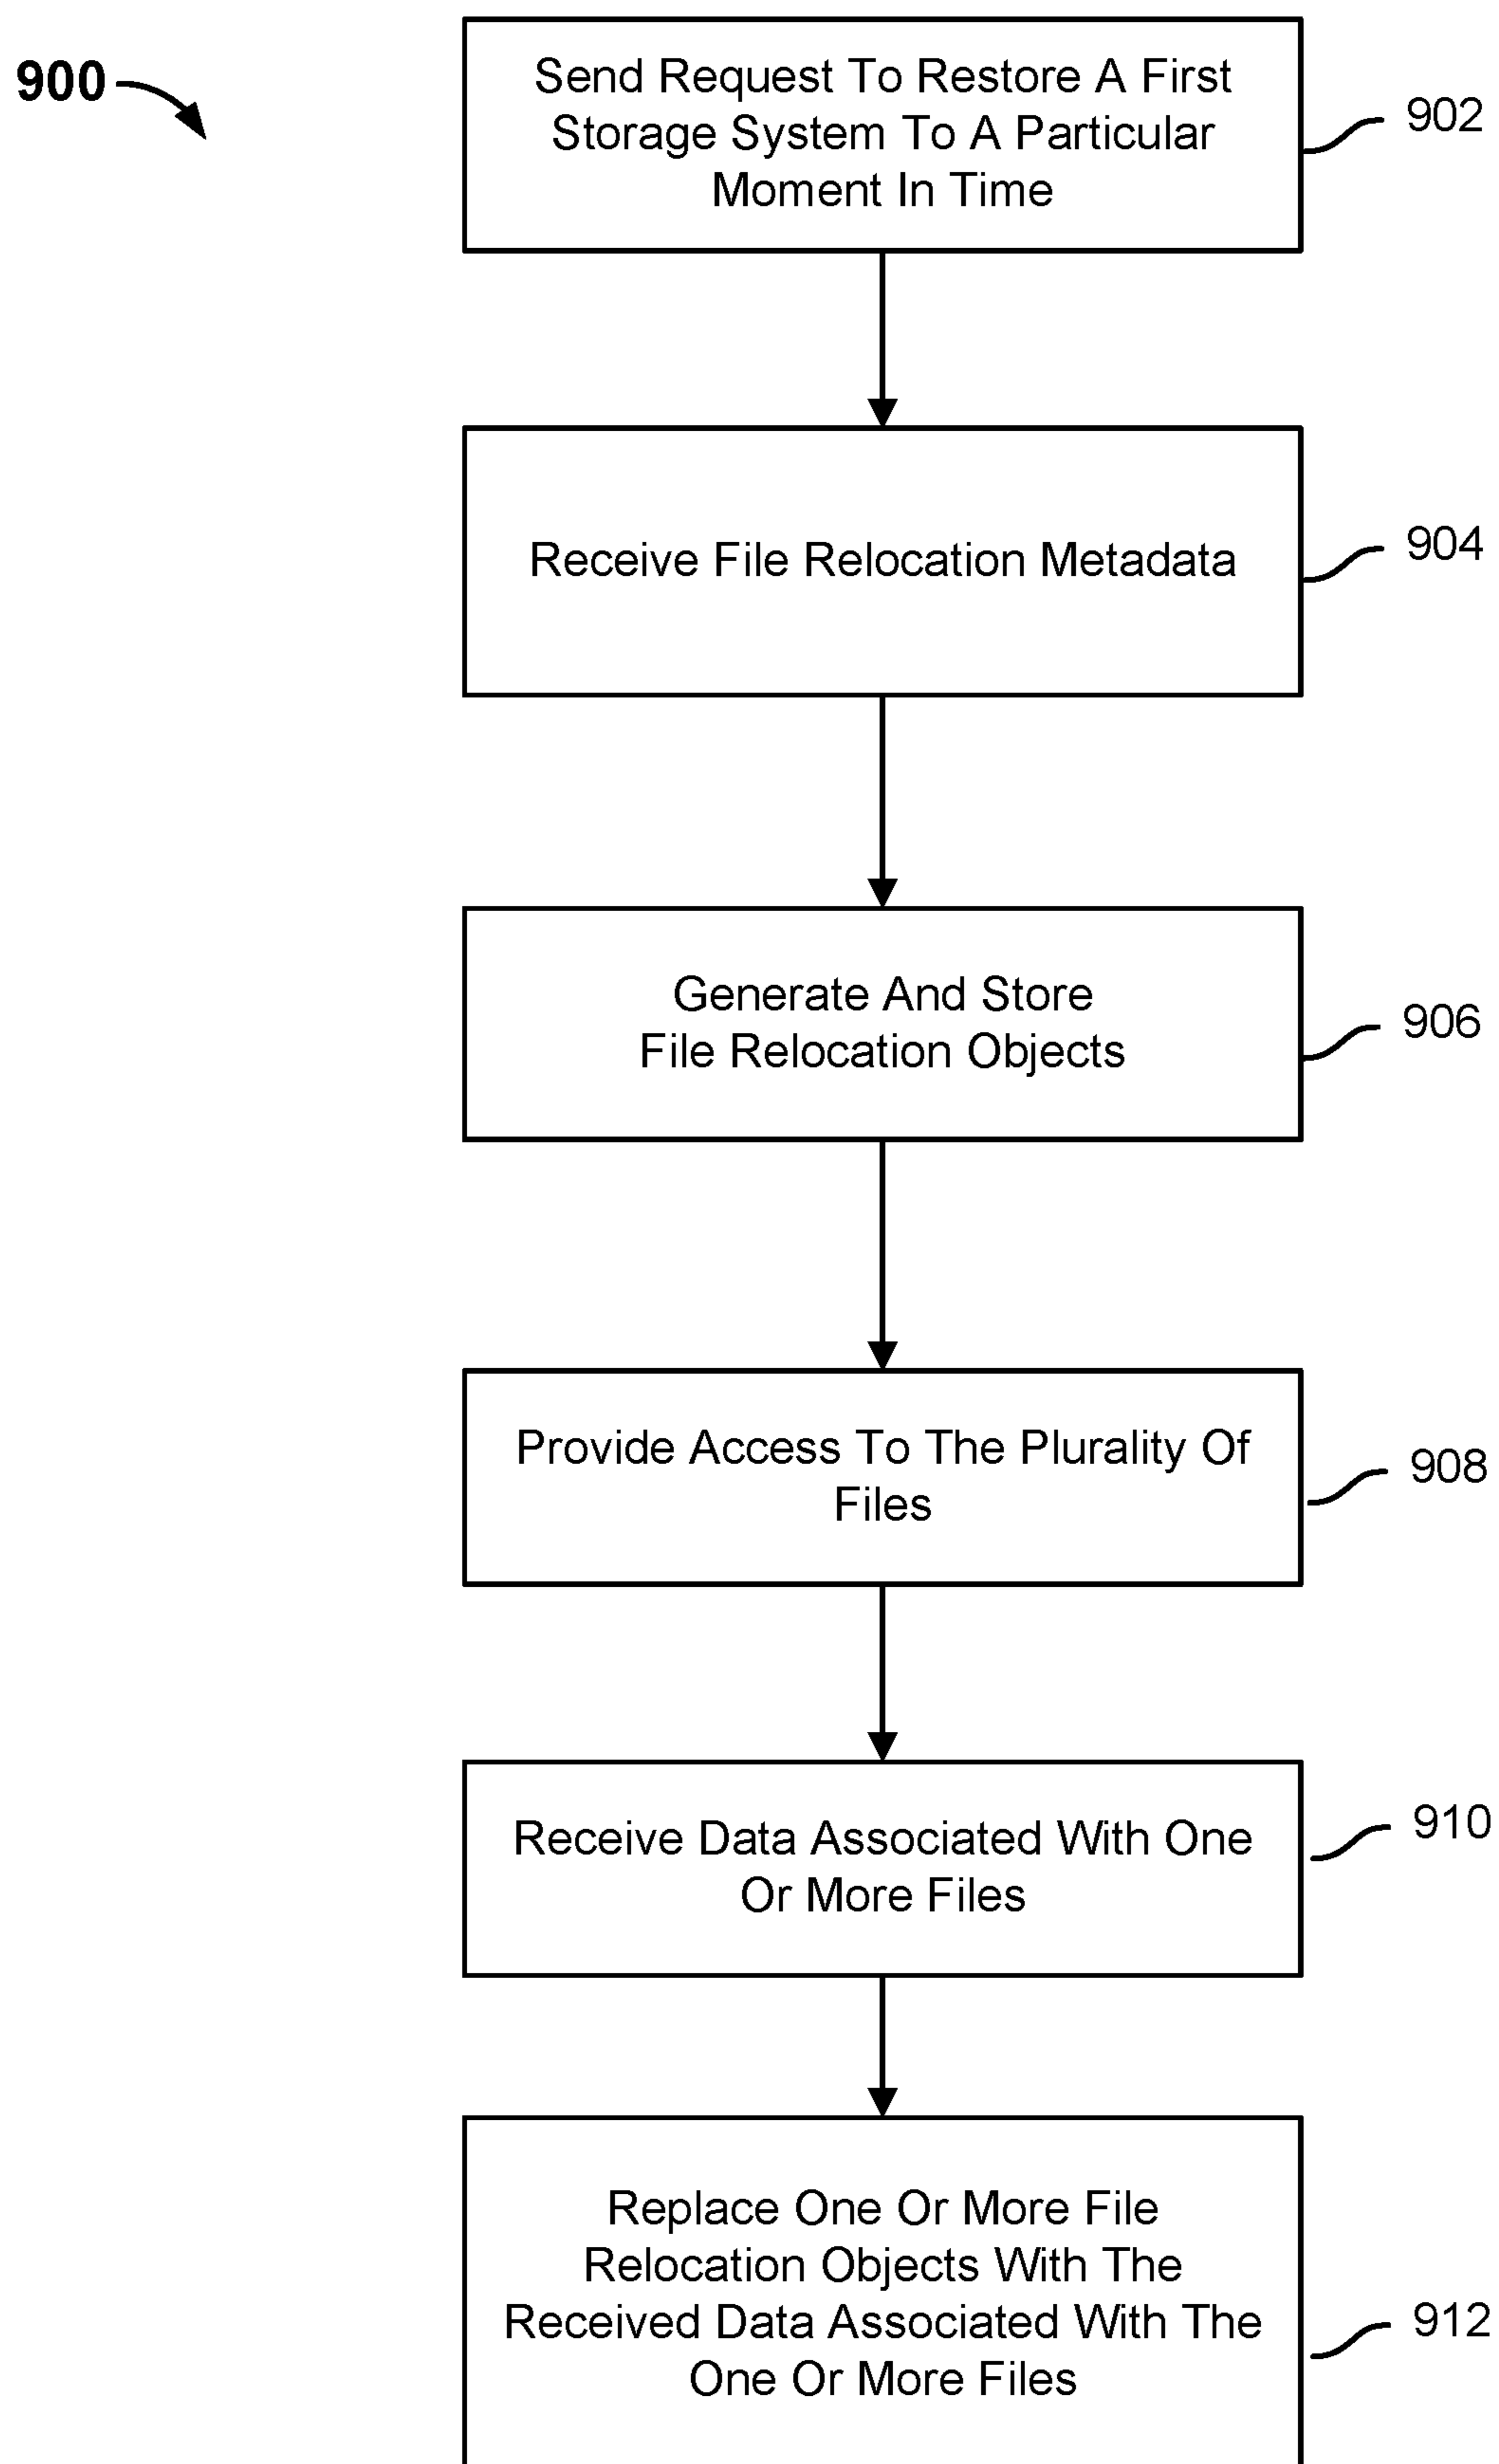 900
Send Request To Restore A First
Storage System To A Particular
Moment In Time
902
Receive File Relocation Metadata
904
Generate And Store
File Relocation Objects
906
Provide Access To The Plurality Of
Files
908
Receive Data Associated With One
Or More Files
910
Replace One Or More File
Relocation Objects With The
Received Data Associated With The
One Or More Files
912